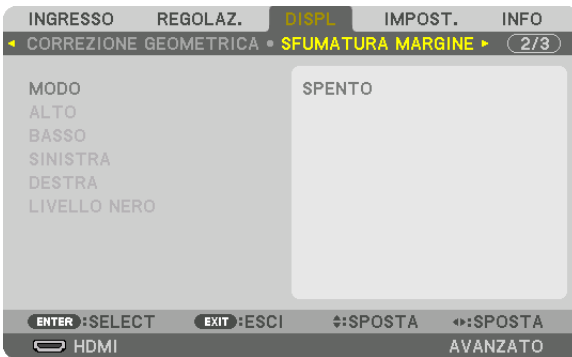 INGRESSO REGOLAZ. DISPL IMPOST. INFO
◄ CORREZIONE GEOMETRICA • SFUMATURA MARGINE ► 2/3
MODO SPENTO
ALTO
BASSO
SINISTRA
DESTRA
LIVELLO NERO
ENTER :SELECT EXIT :ESCI ♦:SPOSTA ◂▸:SPOSTA
HDMI AVANZATO